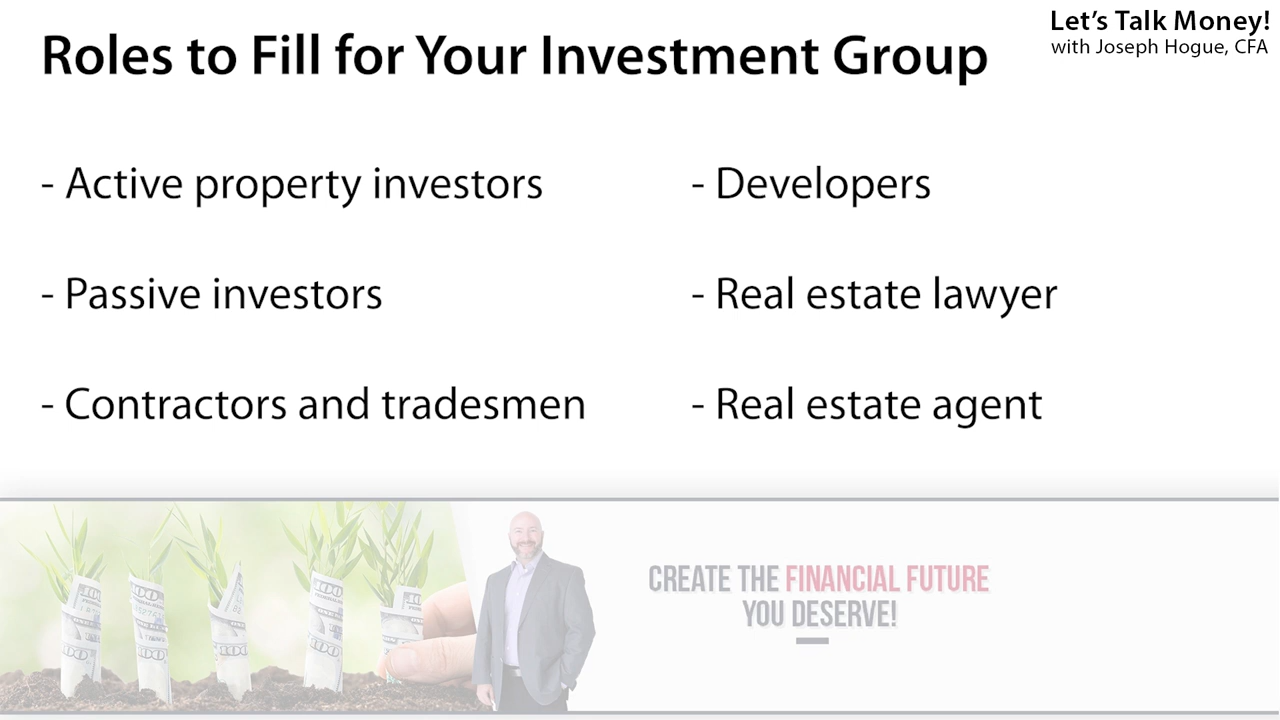 Let's Talk Money!
with Joseph Hogue, CFA
Roles to Fill for Your Investment Group
- Active property investors
- Developers
- Passive investors
- Real estate lawyer
- Contractors and tradesmen
- Real estate agent
CREATE THE FINANCIAL FUTURE
YOU DESERVE!